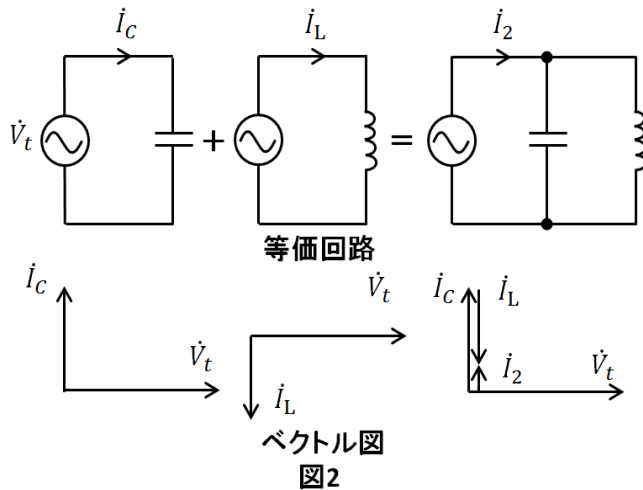 İ_C İ_L İ_2
V̇_t + =
等価回路
İ_C V̇_t V̇_t İ_C İ_L
İ_L İ_2 V̇_t
ベクトル図
図2